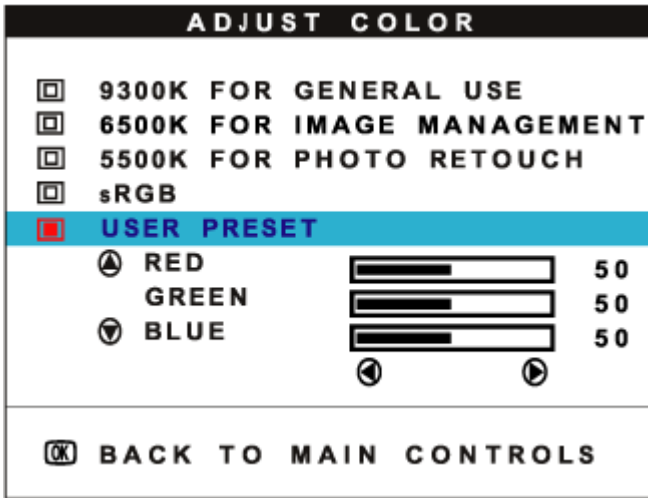 ADJUST COLOR
9300K FOR GENERAL USE
6500K FOR IMAGE MANAGEMENT
5500K FOR PHOTO RETOUCH
sRGB
USER PRESET
RED 50
GREEN 50
BLUE 50
OK BACK TO MAIN CONTROLS